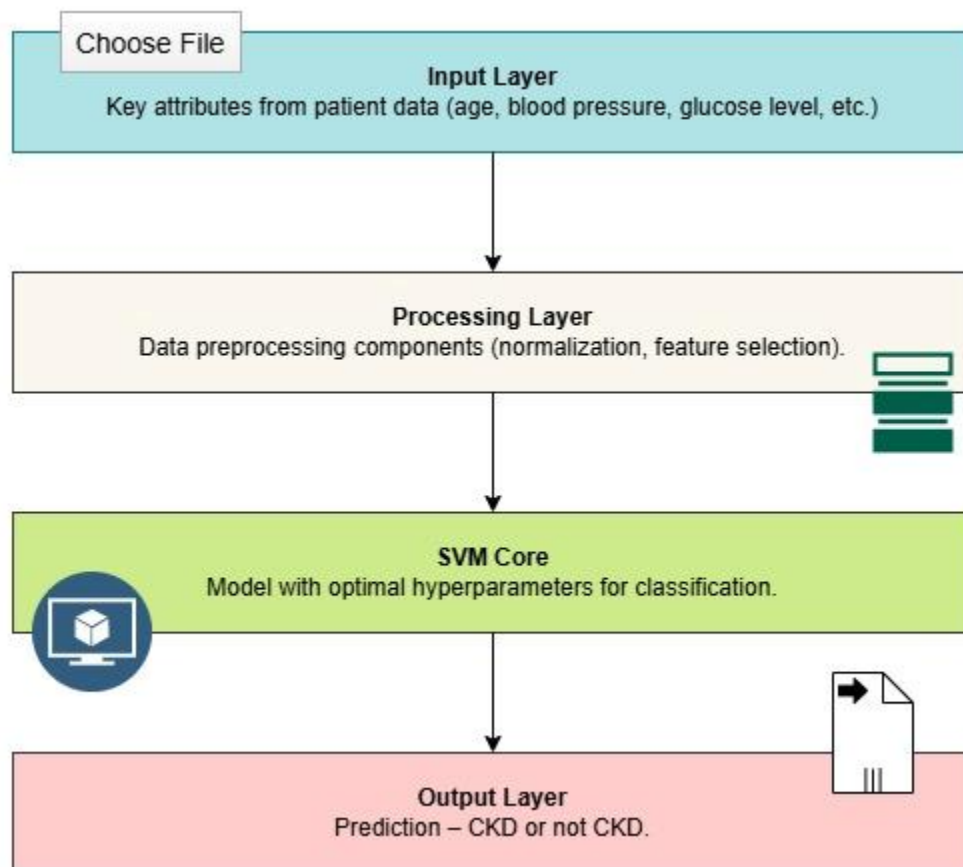 Choose File
Input Layer
Key attributes from patient data (age, blood pressure, glucose level, etc.)
Processing Layer
Data preprocessing components (normalization, feature selection).
SVM Core
Model with optimal hyperparameters for classification.
Output Layer
Prediction – CKD or not CKD.